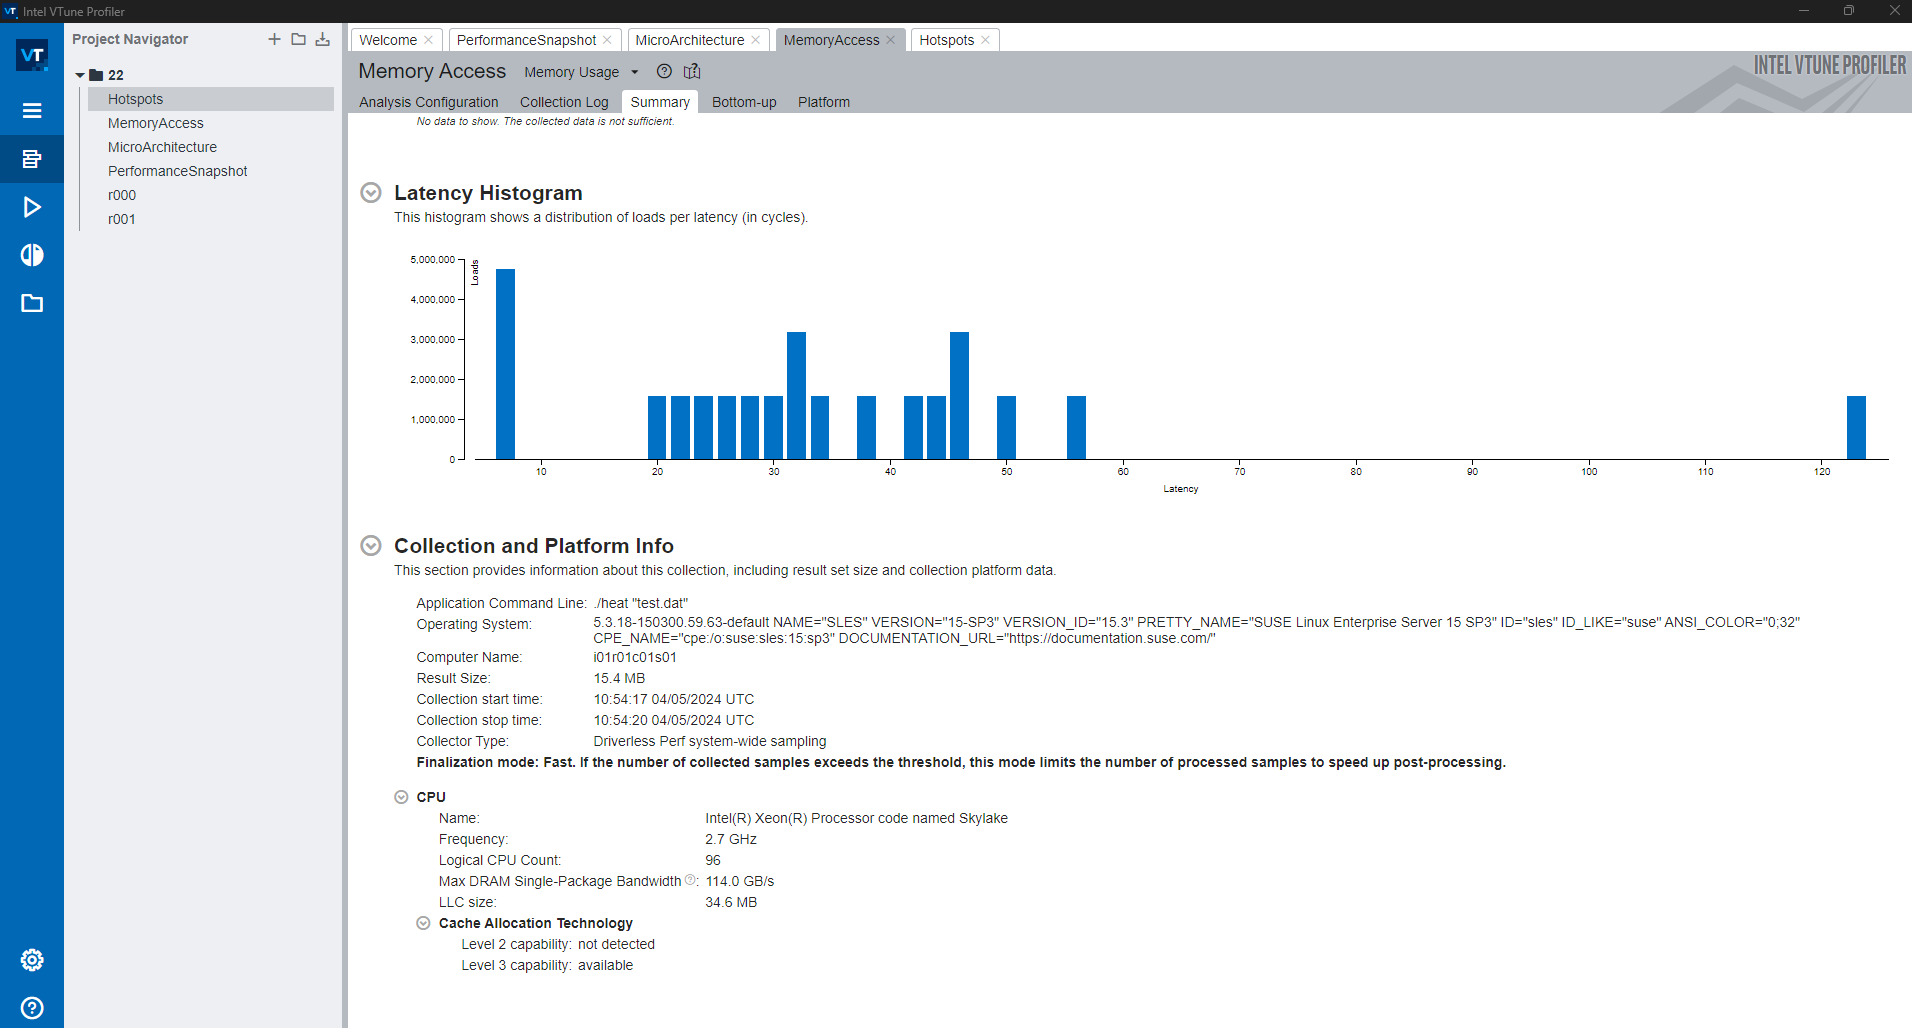 Intel VTune Profiler
Project Navigator
22
Hotspots
MemoryAccess
MicroArchitecture
PerformanceSnapshot
r000
r001
Welcome
PerformanceSnapshot
MicroArchitecture
MemoryAccess
Hotspots
Memory Access Memory Usage
INTEL VTUNE PROFILER
Analysis Configuration Collection Log Summary Bottom-up Platform
No data to show. The collected data is not sufficient.
Latency Histogram
This histogram shows a distribution of loads per latency (in cycles).
5,000,000
4,000,000
3,000,000
2,000,000
1,000,000
0
Loads
10 20 30 40 50 60 70 80 90 100 110 120
Latency
Collection and Platform Info
This section provides information about this collection, including result set size and collection platform data.
Application Command Line: ./heat "test.dat"
Operating System: 5.3.18-150300.59.63-default NAME="SLES" VERSION="15-SP3" VERSION_ID="15.3" PRETTY_NAME="SUSE Linux Enterprise Server 15 SP3" ID="sles" ID_LIKE="suse" ANSI_COLOR="0;32"
CPE_NAME="cpe:/o:suse:sles:15:sp3" DOCUMENTATION_URL="https://documentation.suse.com/"
Computer Name: i01r01c01s01
Result Size: 15.4 MB
Collection start time: 10:54:17 04/05/2024 UTC
Collection stop time: 10:54:20 04/05/2024 UTC
Collector Type: Driverless Perf system-wide sampling
Finalization mode: Fast. If the number of collected samples exceeds the threshold, this mode limits the number of processed samples to speed up post-processing.
CPU
Name: Intel(R) Xeon(R) Processor code named Skylake
Frequency: 2.7 GHz
Logical CPU Count: 96
Max DRAM Single-Package Bandwidth : 114.0 GB/s
LLC size: 34.6 MB
Cache Allocation Technology
Level 2 capability: not detected
Level 3 capability: available